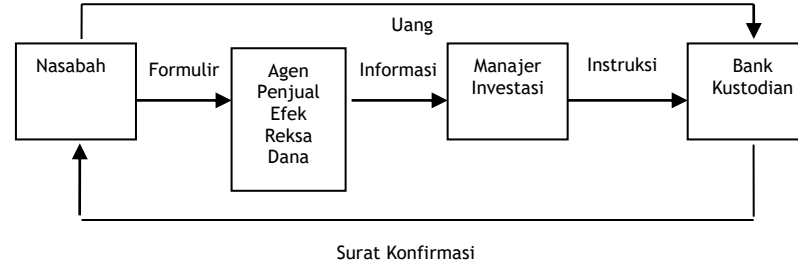 Uang
Nasabah
Formulir
Agen
Penjual
Efek
Reksa
Dana
Informasi
Manajer
Investasi
Instruksi
Bank
Kustodian
Surat Konfirmasi